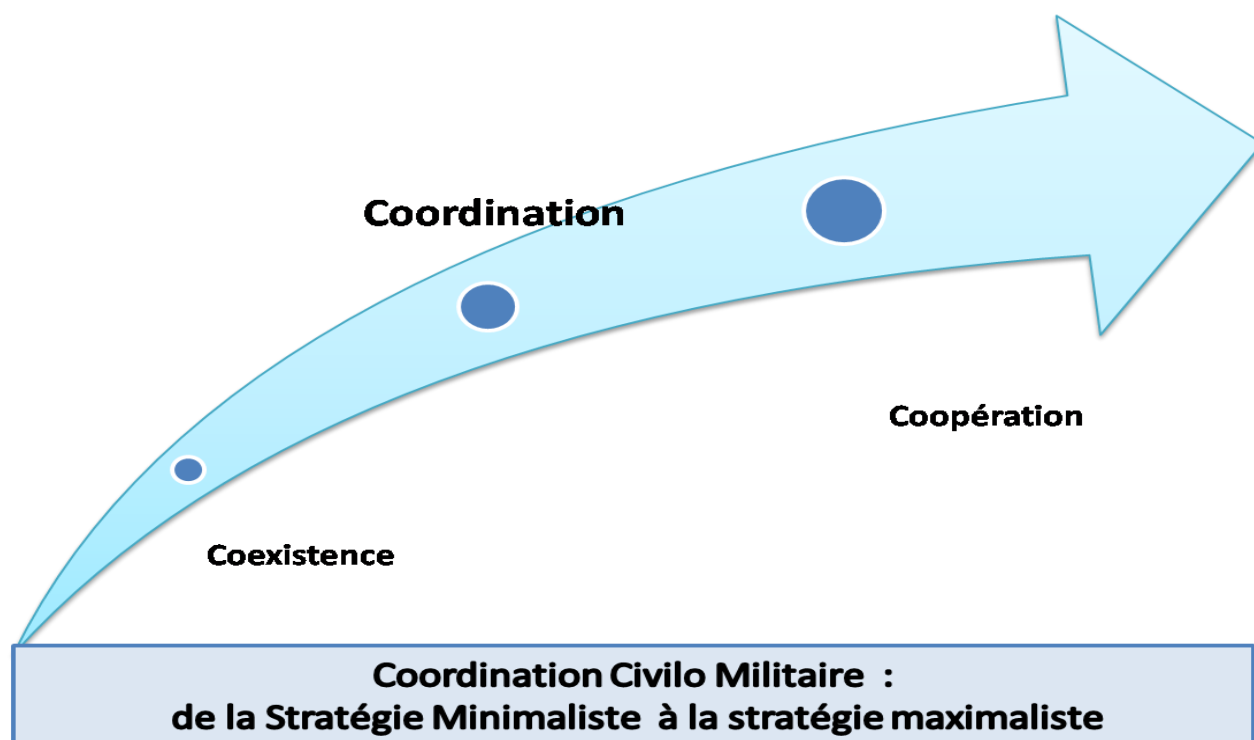 Coordination
Coopération
Coexistence
Coordination Civilo Militaire :
de la Stratégie Minimaliste à la stratégie maximaliste